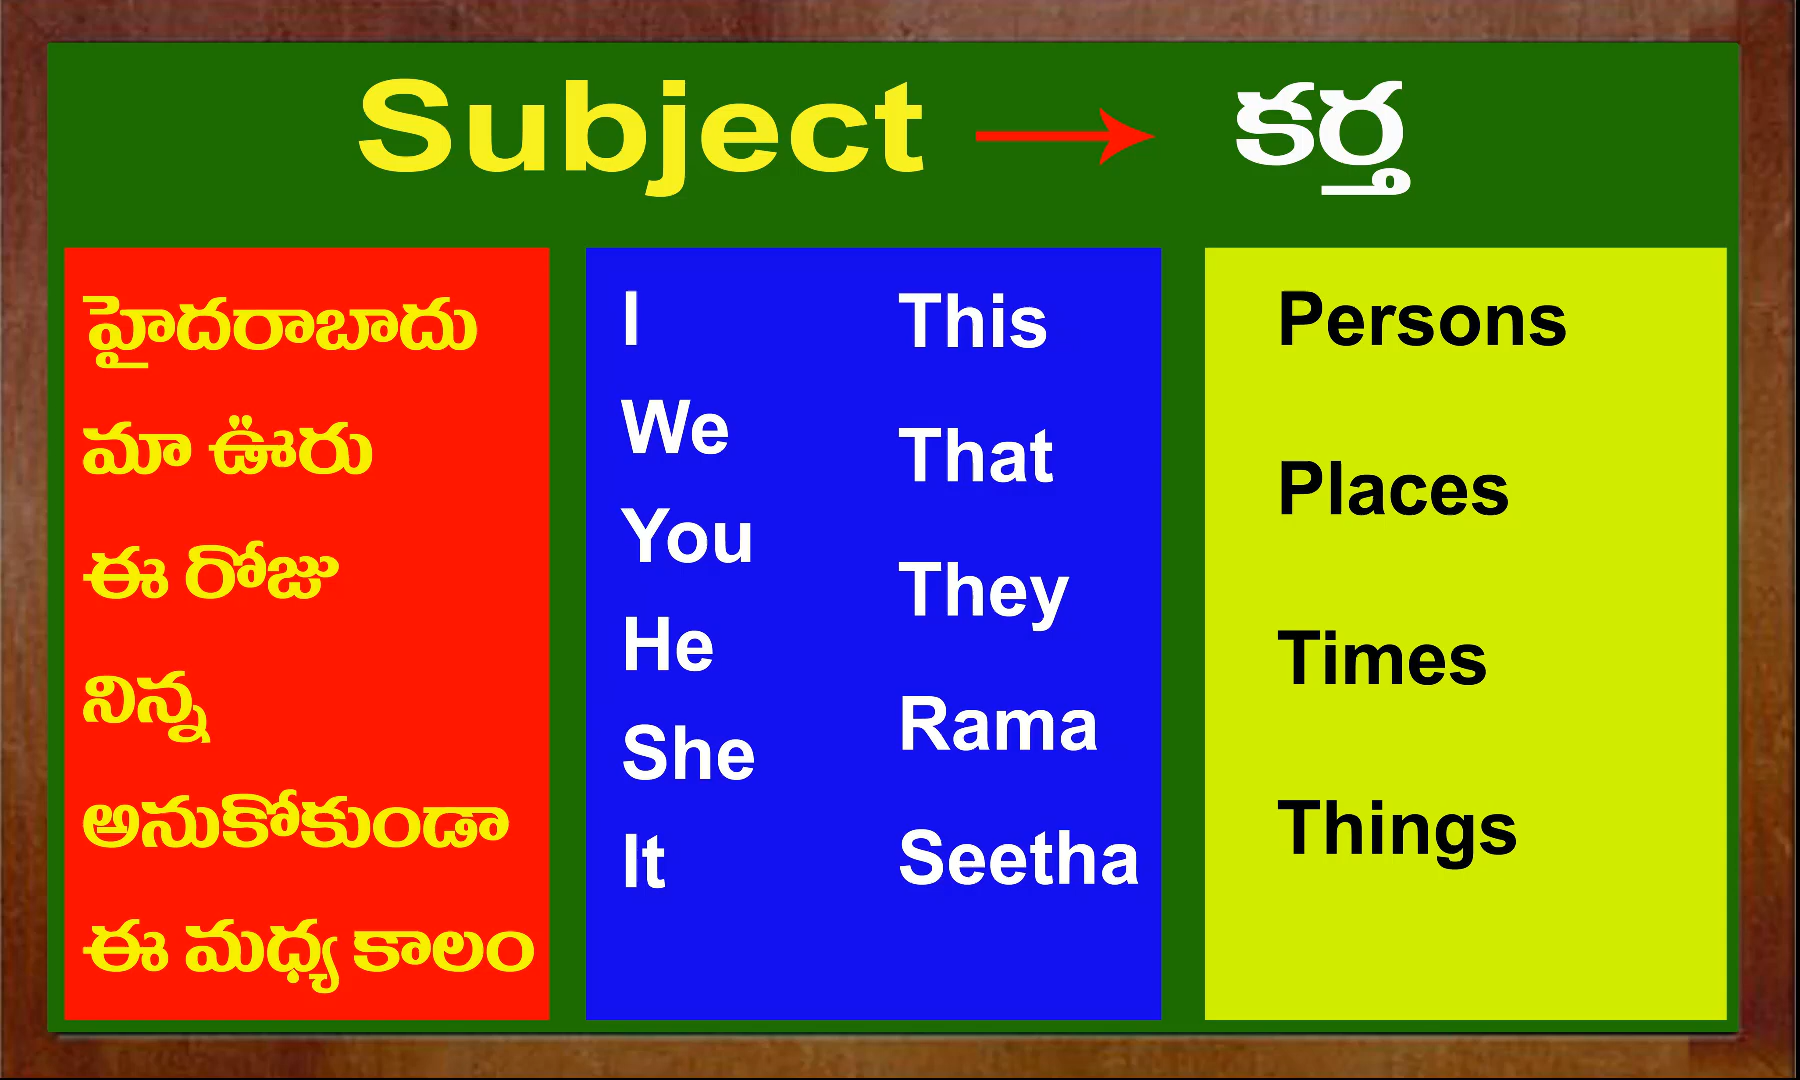 Subject → కర్త
హైదరాబాదు
మా ఊరు
ఈ రోజు
నిన్న
అనుకోకుండా
ఈ మధ్య కాలం
I
We
You
He
She
It
This
That
They
Rama
Seetha
Persons
Places
Times
Things